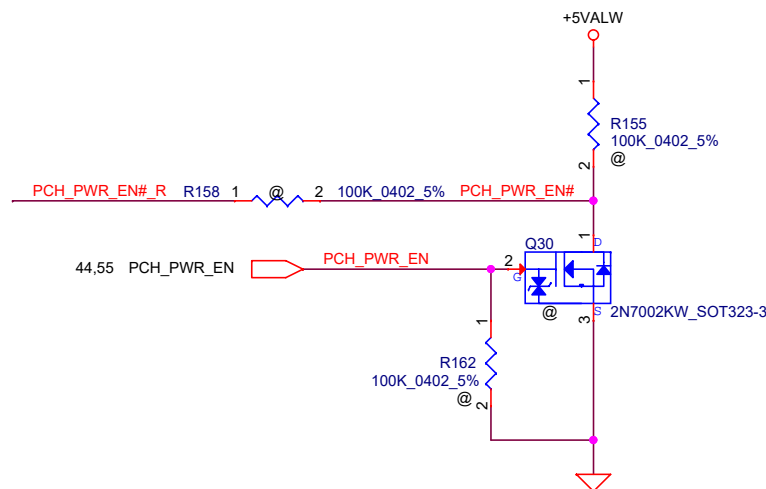 +5VALW
1
R155
100K_0402_5%
2
@
PCH_PWR_EN#_R
R158
1
@
2
100K_0402_5%
PCH_PWR_EN#
1
D
Q30
44,55
PCH_PWR_EN
PCH_PWR_EN
2
G
@
S
2N7002KW_SOT323-3
3
1
R162
100K_0402_5%
@
2